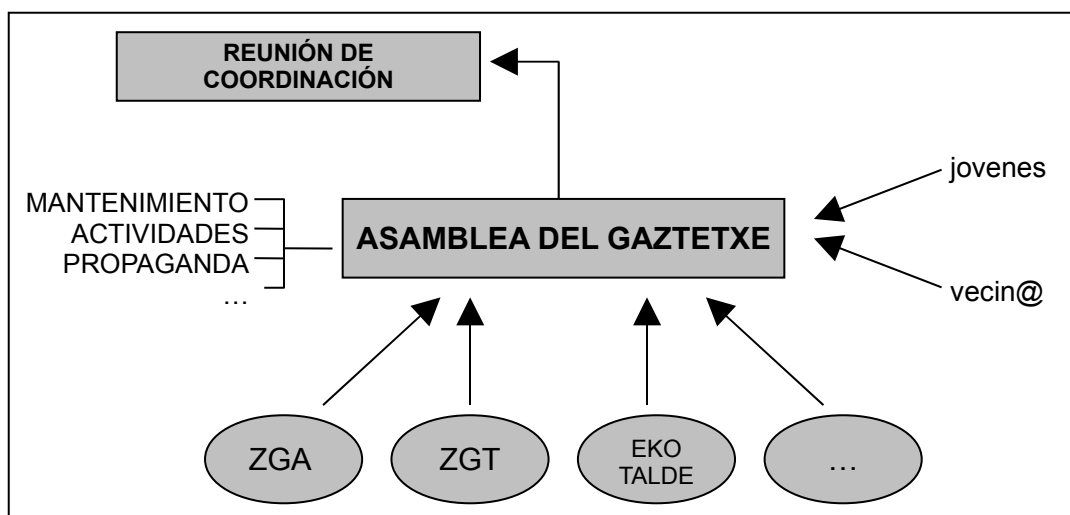 REUNIÓN DE
COORDINACIÓN
jovenes
MANTENIMIENTO
ACTIVIDADES
PROPAGANDA
…
ASAMBLEA DEL GAZTETXE
vecin@
ZGA
ZGT
EKO
TALDE
…